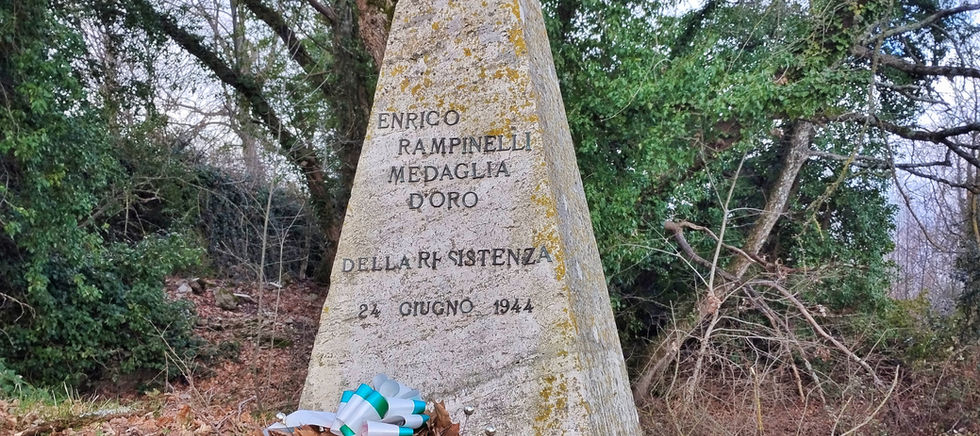 ENRICO
RAMPINELLI
MEDAGLIA
D'ORO
DELLA RESISTENZA
24 GIUGNO 1944